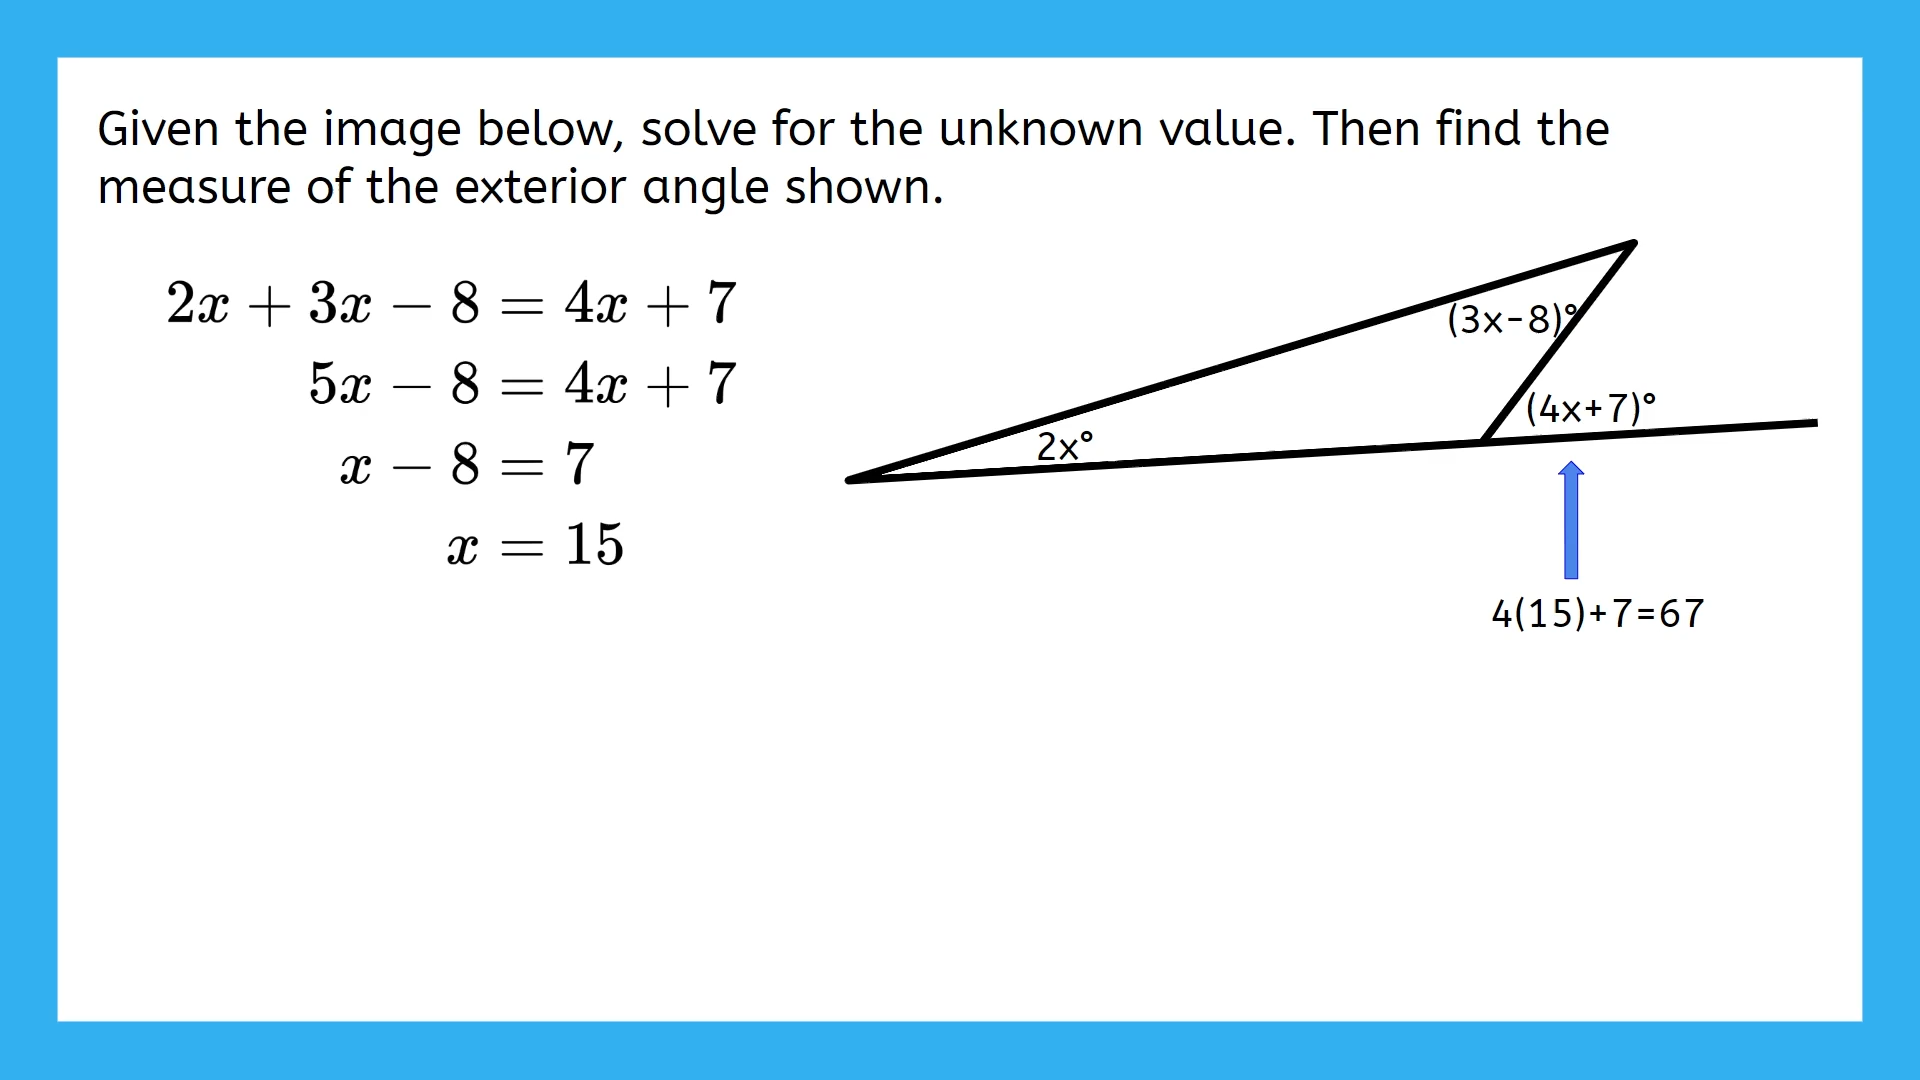 Given the image below, solve for the unknown value. Then find the
measure of the exterior angle shown.
2x + 3x − 8 = 4x + 7
5x − 8 = 4x + 7
x − 8 = 7
x = 15
(3x-8)°
(4x+7)°
2x°
4(15)+7=67